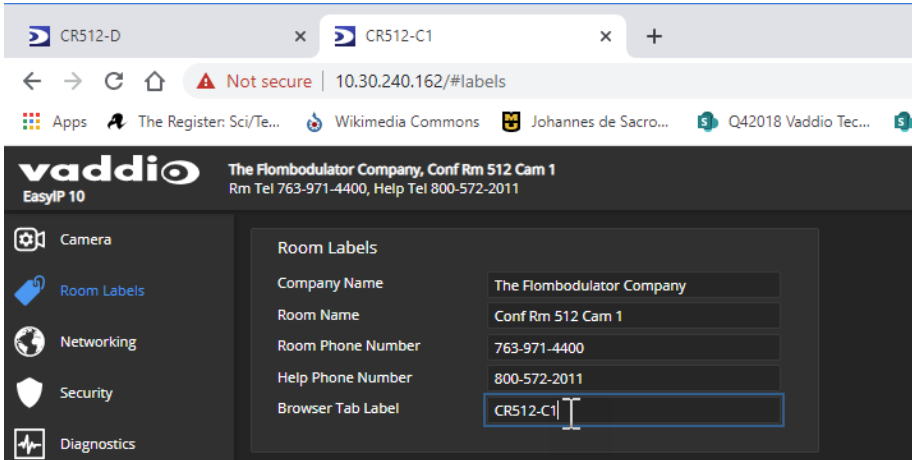 CR512-D
CR512-C1
Not secure | 10.30.240.162/#labels
Apps The Register: Sci/Te... Wikimedia Commons Johannes de Sacro... Q42018 Vaddio Tec...
vaddio
EasyIP 10
The Flombodulator Company, Conf Rm 512 Cam 1
Rm Tel 763-971-4400, Help Tel 800-572-2011
Camera
Room Labels
Networking
Security
Diagnostics
Room Labels
Company Name The Flombodulator Company
Room Name Conf Rm 512 Cam 1
Room Phone Number 763-971-4400
Help Phone Number 800-572-2011
Browser Tab Label CR512-C1